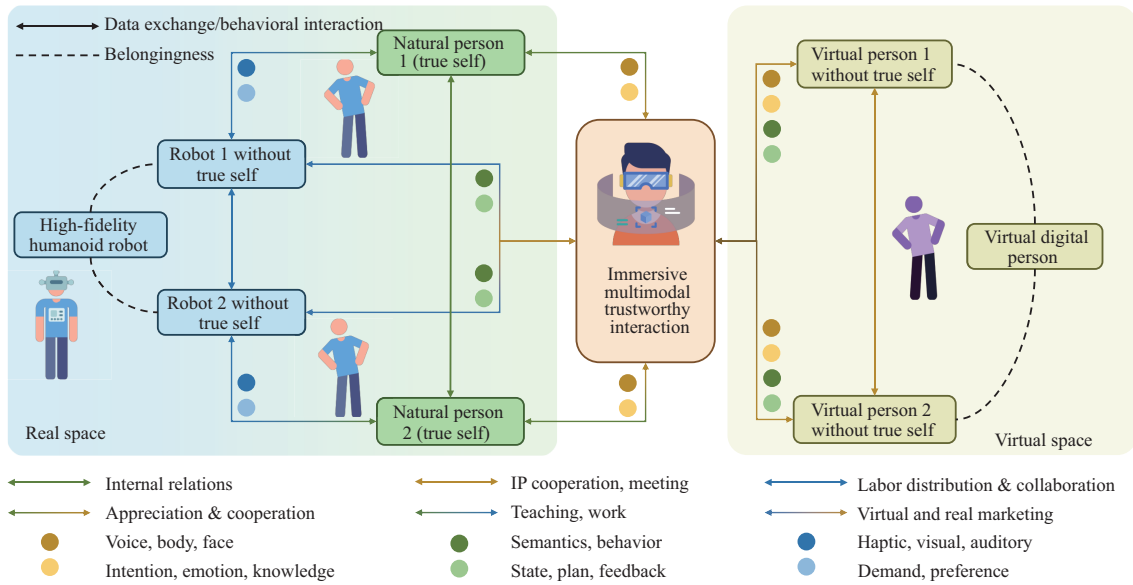 Data exchange/behavioral interaction
Belongingness
Natural person
1 (true self)
Virtual person 1
without true self
Robot 1 without
true self
High-fidelity
humanoid robot
Virtual digital
person
Immersive
multimodal
trustworthy
interaction
Robot 2 without
true self
Natural person
2 (true self)
Virtual person 2
without true self
Real space
Virtual space
Internal relations
IP cooperation, meeting
Labor distribution & collaboration
Appreciation & cooperation
Teaching, work
Virtual and real marketing
Voice, body, face
Semantics, behavior
Haptic, visual, auditory
Intention, emotion, knowledge
State, plan, feedback
Demand, preference